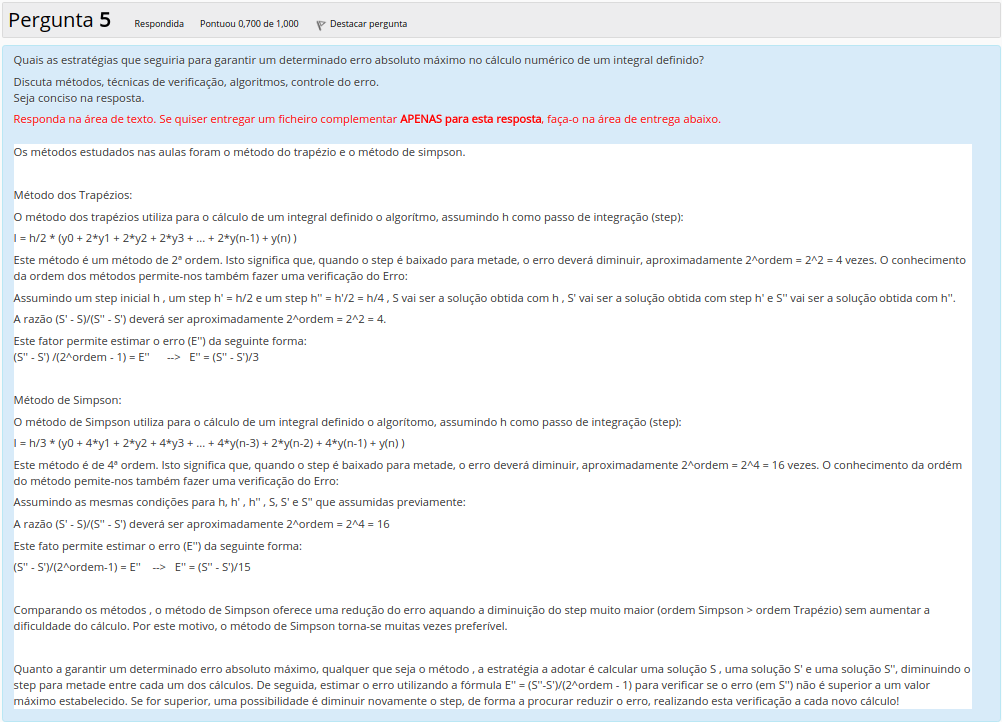 Pergunta 5 Respondida Pontuou 0,700 de 1,000 Destacar pergunta
Quais as estratégias que seguiria para garantir um determinado erro absoluto máximo no cálculo numérico de um integral definido?
Discuta métodos, técnicas de verificação, algoritmos, controle do erro.
Seja conciso na resposta.
Responda na área de texto. Se quiser entregar um ficheiro complementar APENAS para esta resposta, faça-o na área de entrega abaixo.
Os métodos estudados nas aulas foram o método do trapézio e o método de simpson.
Método dos Trapézios:
O método dos trapézios utiliza para o cálculo de um integral definido o algorítmo, assumindo h como passo de integração (step):
I = h/2 * (y0 + 2*y1 + 2*y2 + 2*y3 + ... + 2*y(n-1) + y(n) )
Este método é um método de 2ª ordem. Isto significa que, quando o step é baixado para metade, o erro deverá diminuir, aproximadamente 2^ordem = 2^2 = 4 vezes. O conhecimento
da ordem dos métodos permite-nos também fazer uma verificação do Erro:
Assumindo um step inicial h , um step h' = h/2 e um step h'' = h'/2 = h/4 , S vai ser a solução obtida com h , S' vai ser a solução obtida com step h' e S'' vai ser a solução obtida com h''.
A razão (S' - S)/(S'' - S') deverá ser aproximadamente 2^ordem = 2^2 = 4.
Este fator permite estimar o erro (E'') da seguinte forma:
(S'' - S') /(2^ordem - 1) = E'' --> E'' = (S'' - S')/3
Método de Simpson:
O método de Simpson utiliza para o cálculo de um integral definido o algorítomo, assumindo h como passo de integração (step):
I = h/3 * (y0 + 4*y1 + 2*y2 + 4*y3 + ... + 4*y(n-3) + 2*y(n-2) + 4*y(n-1) + y(n) )
Este método é de 4ª ordem. Isto significa que, quando o step é baixado para metade, o erro deverá diminuir, aproximadamente 2^ordem = 2^4 = 16 vezes. O conhecimento da ordém
do método pemite-nos também fazer uma verificação do Erro:
Assumindo as mesmas condições para h, h' , h'' , S, S' e S'' que assumidas previamente:
A razão (S' - S)/(S'' - S') deverá ser aproximadamente 2^ordem = 2^4 = 16
Este fato permite estimar o erro (E'') da seguinte forma:
(S'' - S')/(2^ordem-1) = E'' --> E'' = (S'' - S')/15
Comparando os métodos , o método de Simpson oferece uma redução do erro aquando a diminuição do step muito maior (ordem Simpson > ordem Trapézio) sem aumentar a
dificuldade do cálculo. Por este motivo, o método de Simpson torna-se muitas vezes preferível.
Quanto a garantir um determinado erro absoluto máximo, qualquer que seja o método , a estratégia a adotar é calcular uma solução S , uma solução S' e uma solução S'', diminuindo o
step para metade entre cada um dos cálculos. De seguida, estimar o erro utilizando a fórmula E'' = (S''-S')/(2^ordem - 1) para verificar se o erro (em S'') não é superior a um valor
máximo estabelecido. Se for superior, uma possibilidade é diminuir novamente o step, de forma a procurar reduzir o erro, realizando esta verificação a cada novo cálculo!